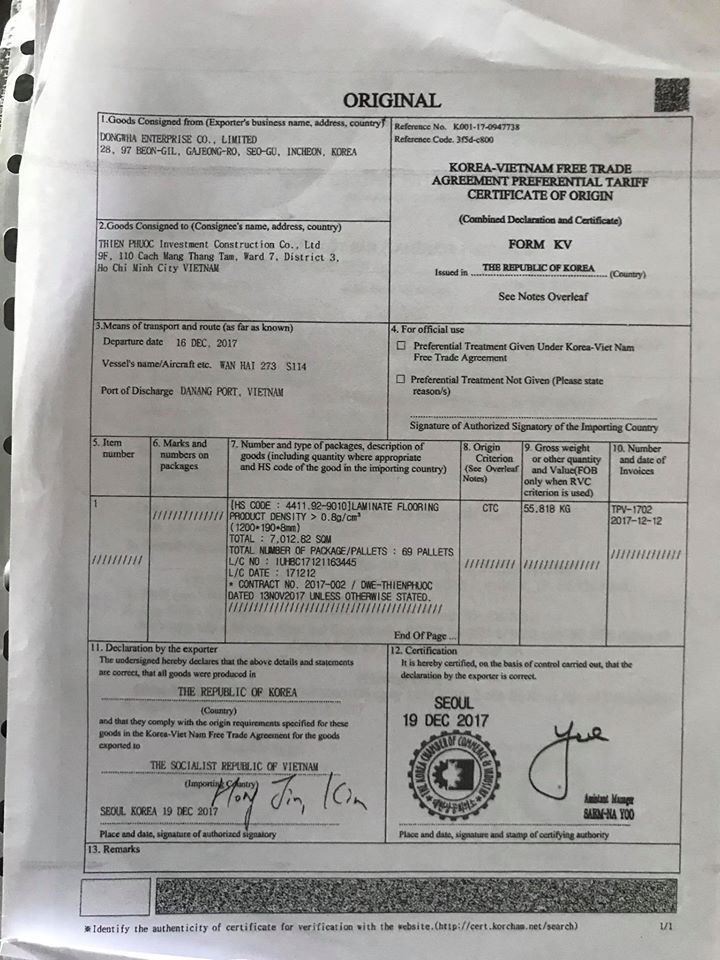 ORIGINAL
1.Goods Consigned from (Exporter's business name, address, country)
DONGWHA ENTERPRISE CO., LIMITED
28, 97 BEON-GIL, GAJEONG-RO, SEO-GU, INCHEON, KOREA
Reference No. K001-17-0947738
Reference Code. 3f5d-c800
KOREA-VIETNAM FREE TRADE
AGREEMENT PREFERENTIAL TARIFF
CERTIFICATE OF ORIGIN
(Combined Declaration and Certificate)
FORM KV
Issued in THE REPUBLIC OF KOREA (Country)
See Notes Overleaf
2.Goods Consigned to (Consignee's name, address, country)
THIEN PHUOC Investment Construction Co., Ltd
9F, 110 Cach Mang Thang Tam, Ward 7, District 3,
Ho Chi Minh City VIETNAM
3.Means of transport and route (as far as known)
Departure date 16 DEC, 2017
Vessel's name/Aircraft etc. WAN HAI 273 S114
Port of Discharge DANANG PORT, VIETNAM
4. For official use
Preferential Treatment Given Under Korea-Viet Nam
Free Trade Agreement
Preferential Treatment Not Given (Please state
reason/s)
Signature of Authorized Signatory of the Importing Country
5. Item
number
6. Marks and
numbers on
packages
7. Number and type of packages, description of
goods (including quantity where appropriate
and HS code of the good in the importing country)
8. Origin
Criterion
(See Overleaf
Notes)
9. Gross weight
or other quantity
and Value(FOB
only when RVC
criterion is used)
10. Number
and date of
Invoices
1
//////////
//////////////
[HS CODE : 4411.92-9010]LAMINATE FLOORING
PRODUCT DENSITY > 0.8g/cm³
(1200*190*8mm)
TOTAL : 7,012.82 SQM
TOTAL NUMBER OF PACKAGE/PALLETS : 69 PALLETS
L/C NO : IUHBC17121163445
L/C DATE : 171212
* CONTRACT NO. 2017-002 / DWE-THIENPHUOC
DATED 13NOV2017 UNLESS OTHERWISE STATED.
//////////////////////////////////////////
End Of Page ...
CTC
//////////
55,818 KG
///////////////
TPV-1702
2017-12-12
//////////////
11. Declaration by the exporter
The undersigned hereby declares that the above details and statements
are correct, that all goods were produced in
THE REPUBLIC OF KOREA
(Country)
and that they comply with the origin requirements specified for these
goods in the Korea-Viet Nam Free Trade Agreement for the goods
exported to
THE SOCIALIST REPUBLIC OF VIETNAM
(Importing Country)
Hong Jin, Kim
SEOUL KOREA 19 DEC 2017
Place and date, signature of authorized signatory
12. Certification
It is hereby certified, on the basis of control carried out, that the
declaration by the exporter is correct.
SEOUL
19 DEC 2017
THE KOREA CHAMBER OF COMMERCE & INDUSTRY
대한상공회의소
Assistant Manager
SAEM-NA YOO
Place and date, signature and stamp of certifying authority
13. Remarks
※Identify the authenticity of certificate for verification with the website.(http://cert.korcham.net/search)
1/1